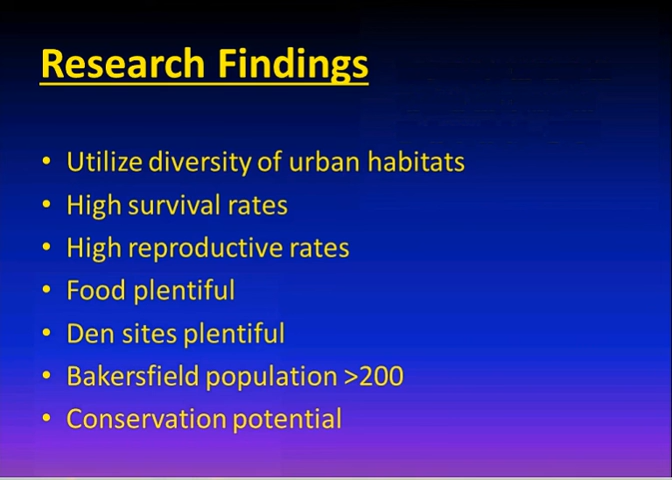 Research Findings
• Utilize diversity of urban habitats
• High survival rates
• High reproductive rates
• Food plentiful
• Den sites plentiful
• Bakersfield population >200
• Conservation potential